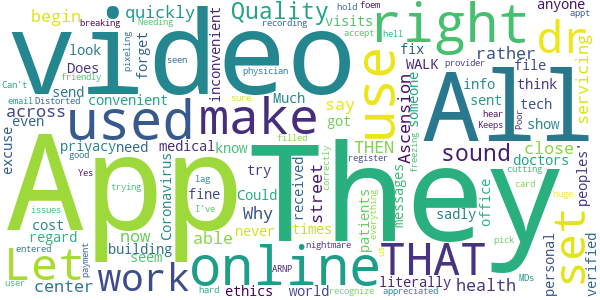 Needing breaking Quality visits anyone
begin quickly hold foem
look Does forget pixeling video recording inconvenient right dr
send convenient physician rather file
seen hell accept fix WALK think
used make use All servicing
across Much say info tech
even friendly sure someone sent show
Can't email Distorted Ascension provider hear Keeps Poor
privacy need got sound close
excuse medical know THEN register doctors peoples'
good Yes fine try Could filled street correctly messages
App They set
trying lag I've received patients freezing everything office cutting card huge
Coronavirus Why never sadly
issues cost now able online THAT personal verified
regard building times nightmare literally pick
Let seem work world us health
entered user center payment hard ethics ARNP recognize appreciated MDs appt